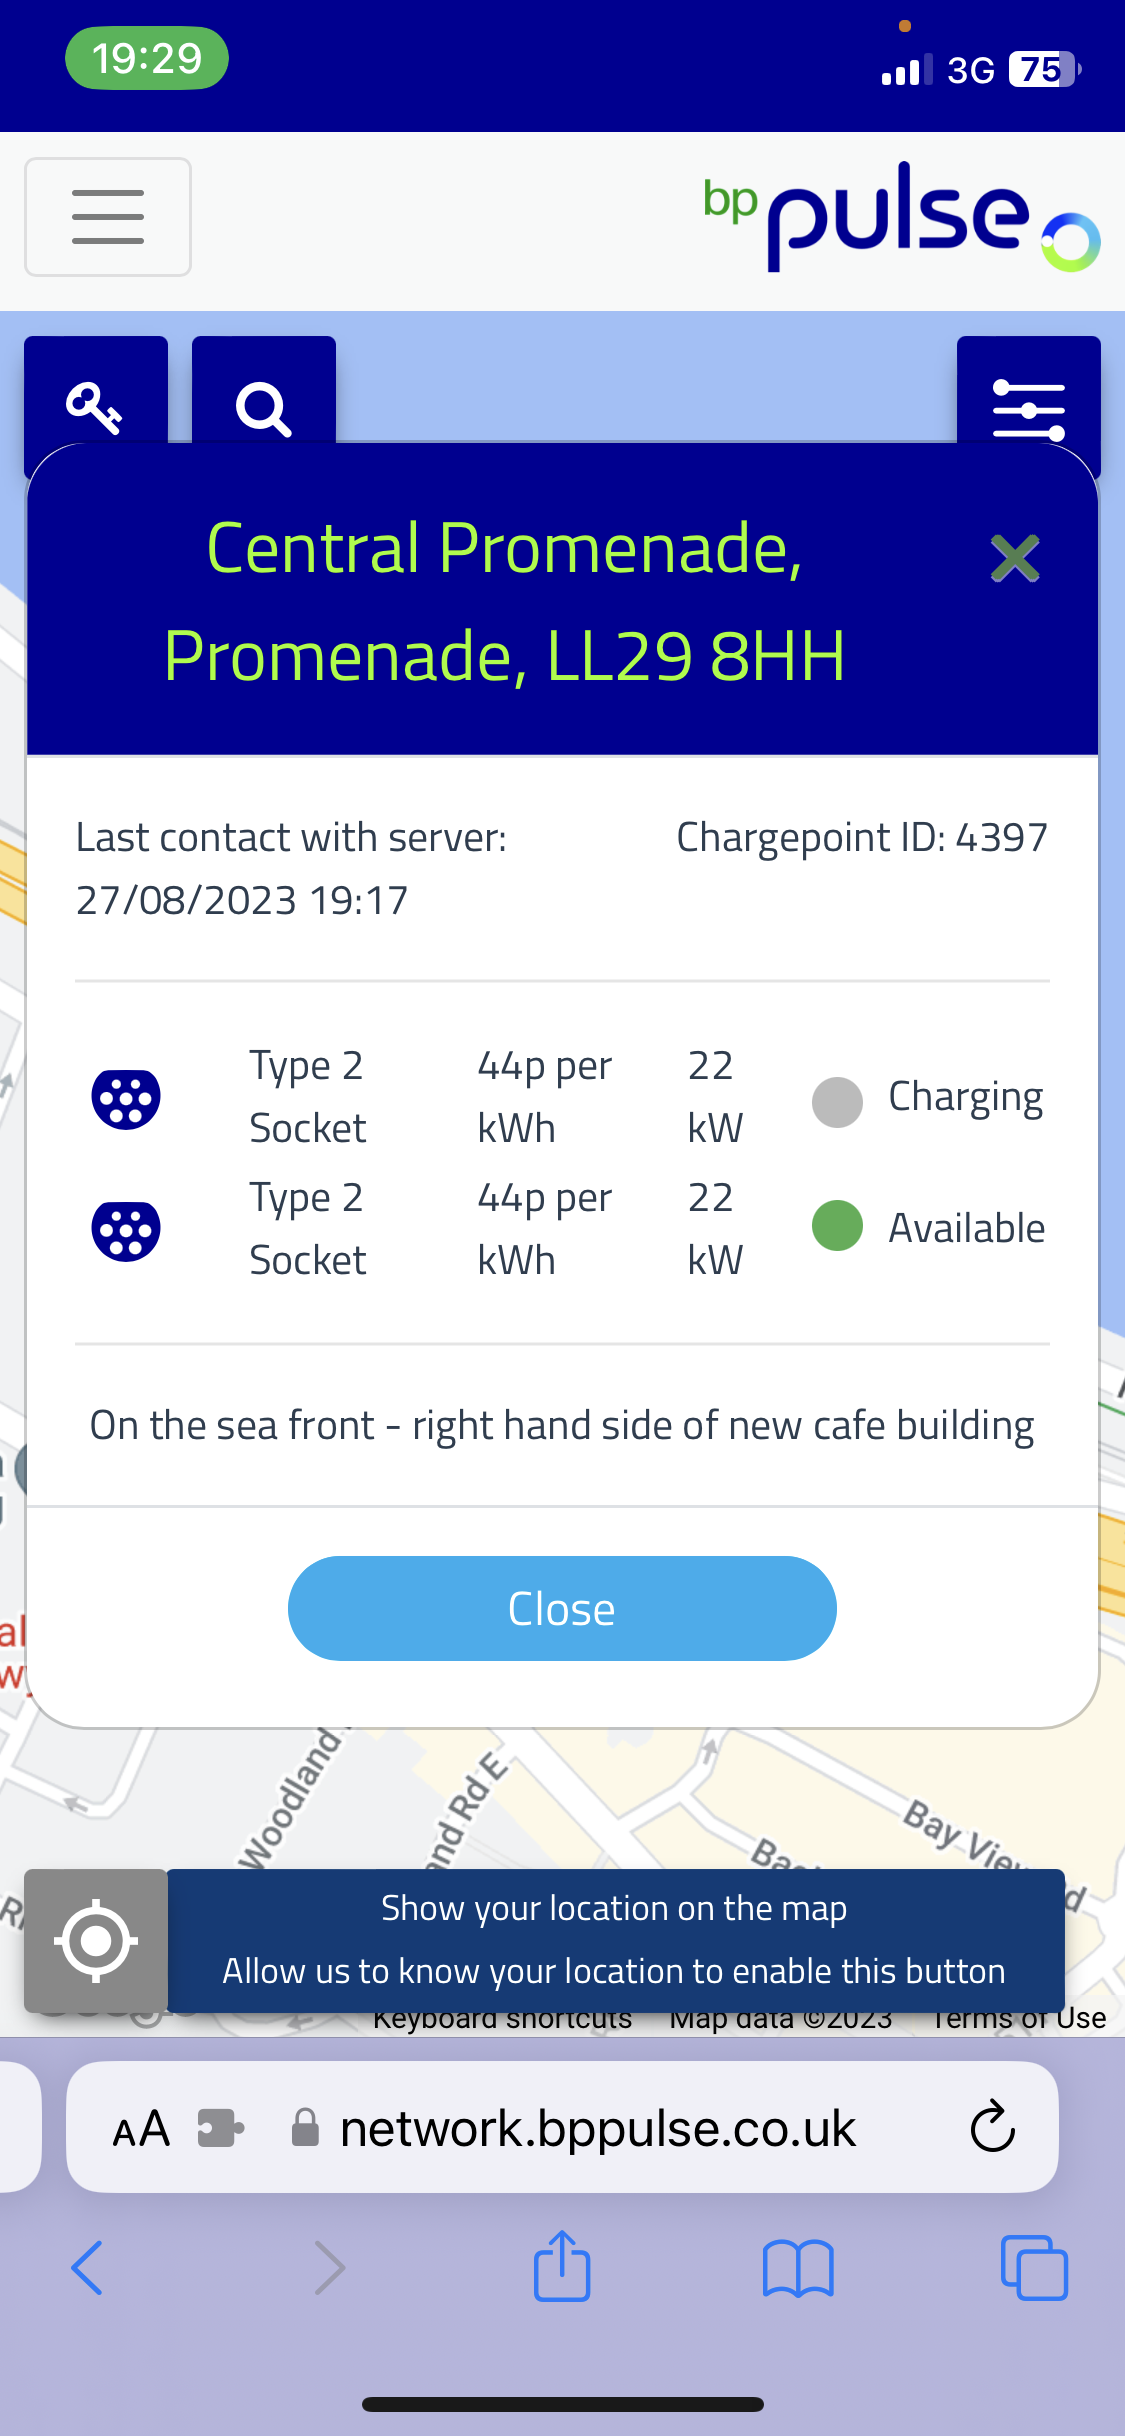 19:29
3G 75
bp pulse
Central Promenade,
Promenade, LL29 8HH
Last contact with server:
27/08/2023 19:17
Chargepoint ID: 4397
Type 2
Socket
44p per
kWh
22
kW
Charging
Type 2
Socket
44p per
kWh
22
kW
Available
On the sea front - right hand side of new cafe building
Close
Woodland
and Rd E
Bay View
Show your location on the map
Allow us to know your location to enable this button
Keyboard shortcuts Map data ©2023 Terms of Use
AA network.bppulse.co.uk